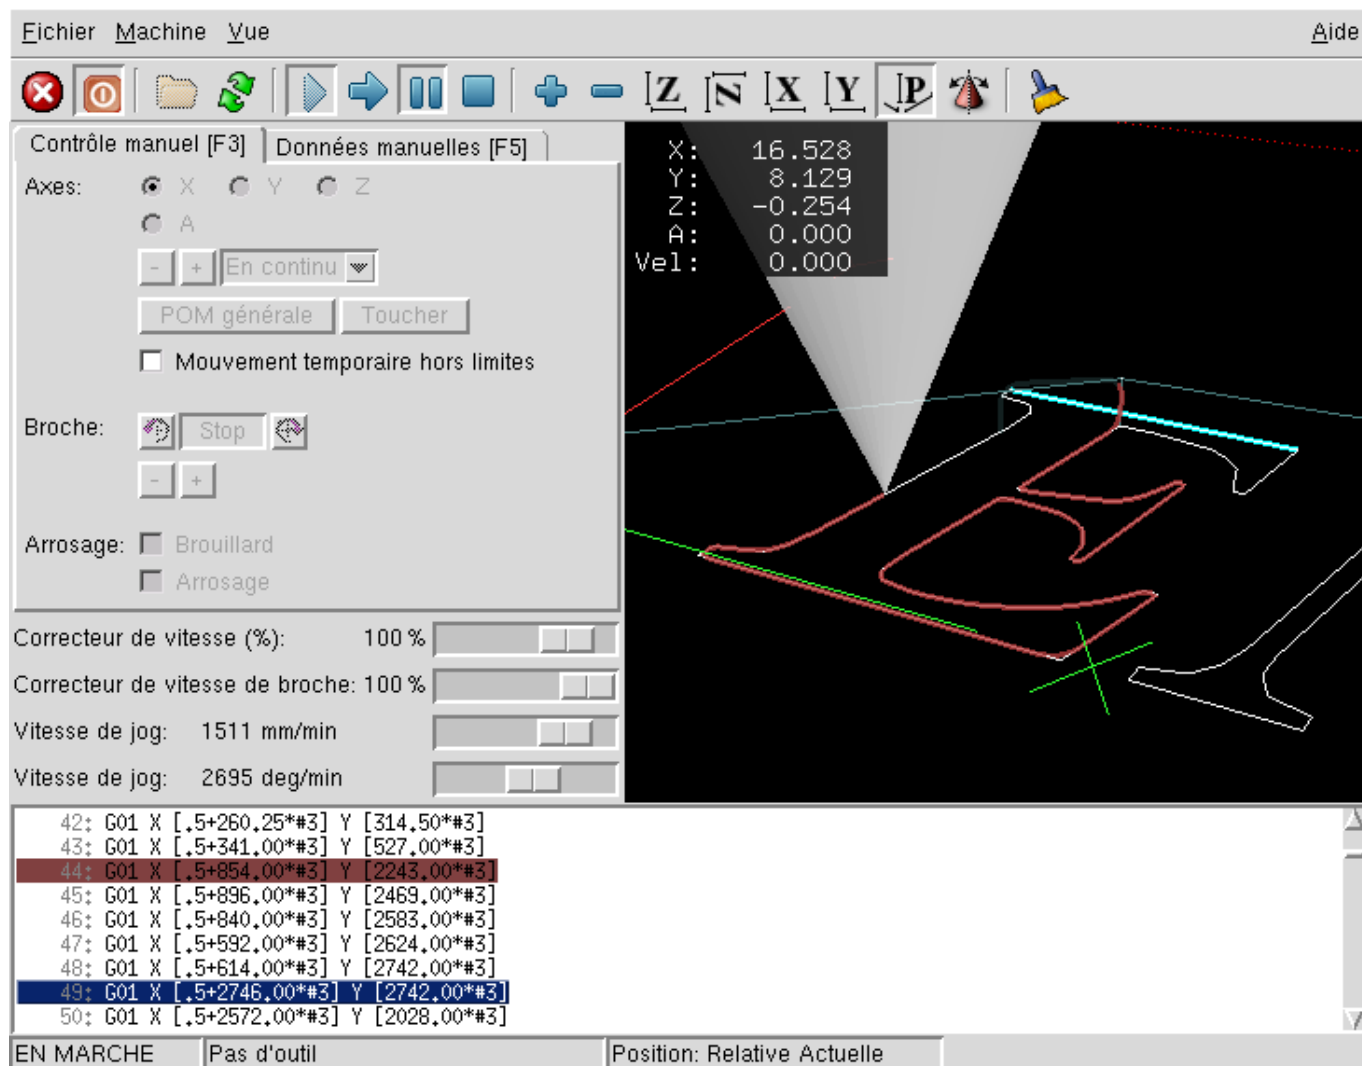 Fichier Machine Vue Aide
Z N X Y P
Contrôle manuel [F3] Données manuelles [F5]
Axes: X Y Z
A
- + En continu
POM générale Toucher
Mouvement temporaire hors limites
Broche: Stop
- +
Arrosage: Brouillard
Arrosage
Correcteur de vitesse (%): 100 %
Correcteur de vitesse de broche: 100 %
Vitesse de jog: 1511 mm/min
Vitesse de jog: 2695 deg/min
X: 16.528
Y: 8.129
Z: -0.254
A: 0.000
Vel: 0.000
42: G01 X [.5+260.25*#3] Y [314.50*#3]
43: G01 X [.5+341.00*#3] Y [527.00*#3]
44: G01 X [.5+854.00*#3] Y [2243.00*#3]
45: G01 X [.5+896.00*#3] Y [2469.00*#3]
46: G01 X [.5+840.00*#3] Y [2583.00*#3]
47: G01 X [.5+592.00*#3] Y [2624.00*#3]
48: G01 X [.5+614.00*#3] Y [2742.00*#3]
49: G01 X [.5+2746.00*#3] Y [2742.00*#3]
50: G01 X [.5+2572.00*#3] Y [2028.00*#3]
EN MARCHE Pas d'outil Position: Relative Actuelle